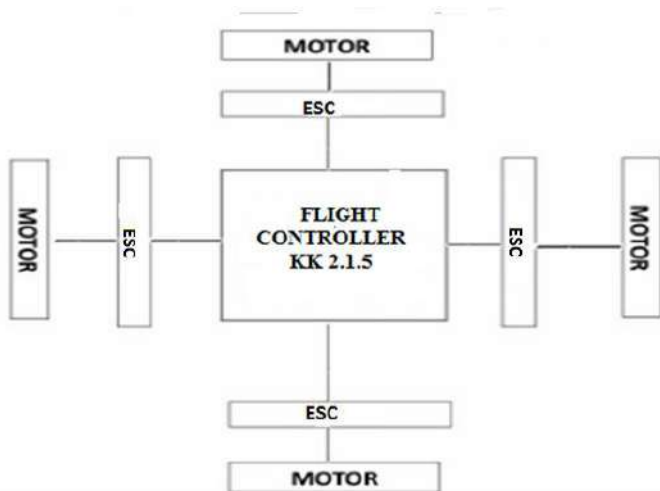 MOTOR
ESC
MOTOR
ESC
FLIGHT
CONTROLLER
KK 2.1.5
ESC
MOTOR
ESC
MOTOR